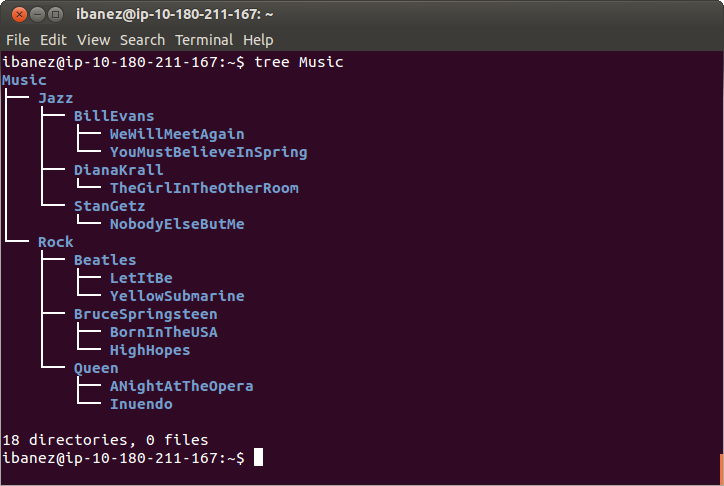 ibanez@ip-10-180-211-167: ~
File Edit View Search Terminal Help
ibanez@ip-10-180-211-167:~$ tree Music
Music
├── Jazz
│   ├── BillEvans
│   │   ├── WeWillMeetAgain
│   │   └── YouMustBelieveInSpring
│   ├── DianaKrall
│   │   └── TheGirlInTheOtherRoom
│   └── StanGetz
│       └── NobodyElseButMe
└── Rock
    ├── Beatles
    │   ├── LetItBe
    │   └── YellowSubmarine
    ├── BruceSpringsteen
    │   ├── BornInTheUSA
    │   └── HighHopes
    └── Queen
        ├── ANightAtTheOpera
        └── Inuendo
18 directories, 0 files
ibanez@ip-10-180-211-167:~$